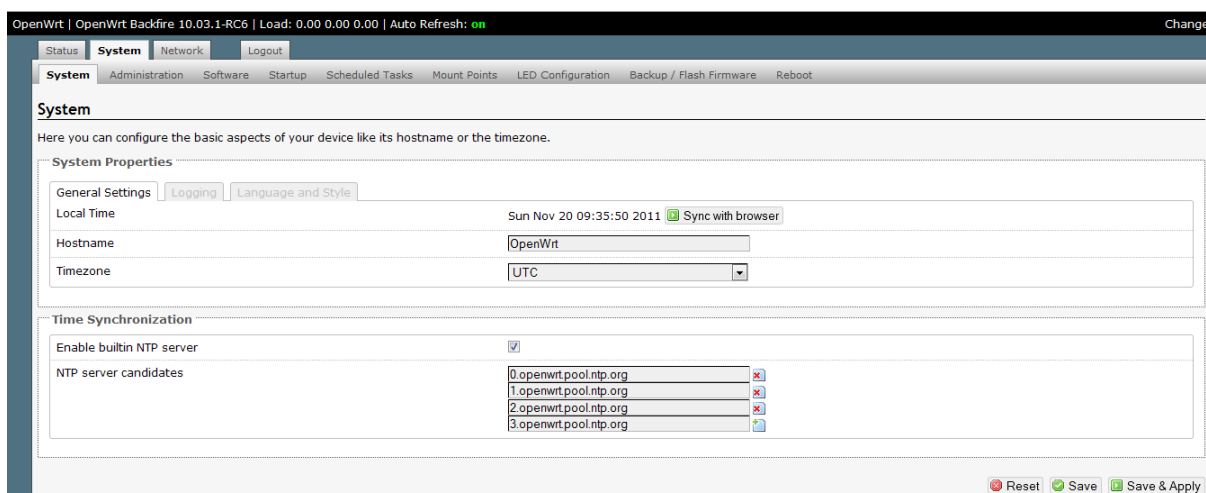 OpenWrt | OpenWrt Backfire 10.03.1-RC6 | Load: 0.00 0.00 0.00 | Auto Refresh: on Change
Status System Network Logout
System Administration Software Startup Scheduled Tasks Mount Points LED Configuration Backup / Flash Firmware Reboot
System
Here you can configure the basic aspects of your device like its hostname or the timezone.
System Properties
General Settings Logging Language and Style
Local Time Sun Nov 20 09:35:50 2011 Sync with browser
Hostname OpenWrt
Timezone UTC
Time Synchronization
Enable builtin NTP server
NTP server candidates 0.openwrt.pool.ntp.org
1.openwrt.pool.ntp.org
2.openwrt.pool.ntp.org
3.openwrt.pool.ntp.org
Reset Save Save & Apply